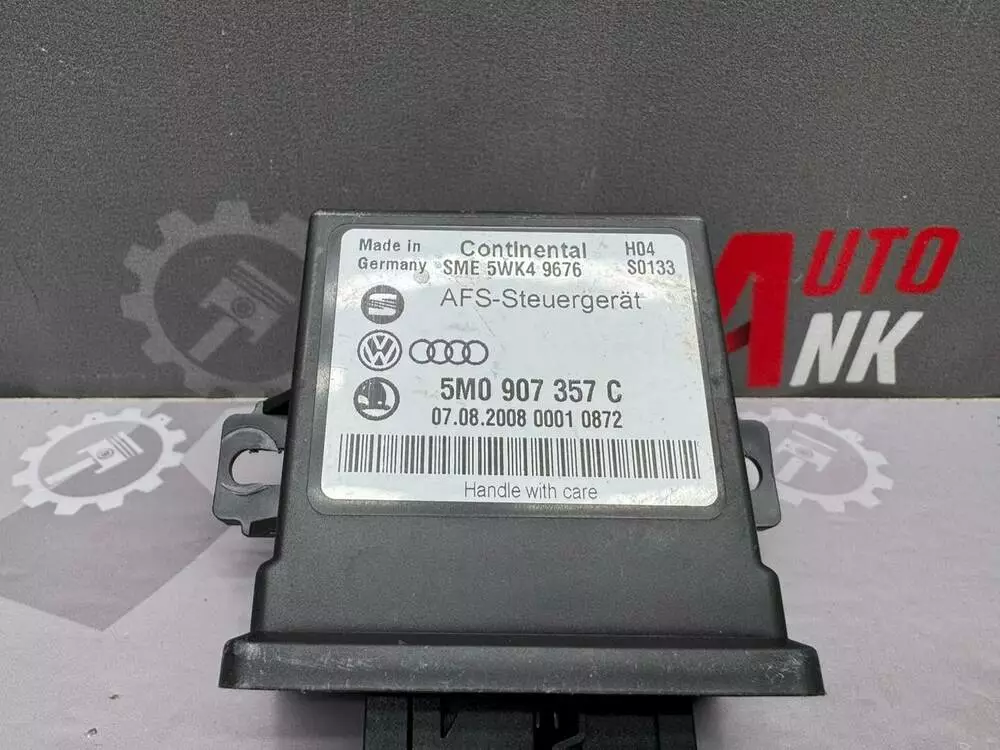 Made in Continental H04
Germany SME 5WK4 9676 S0133
AFS-Steuergerät
5M0 907 357 C
07.08.2008 0001 0872
Handle with care
AUTO
NK